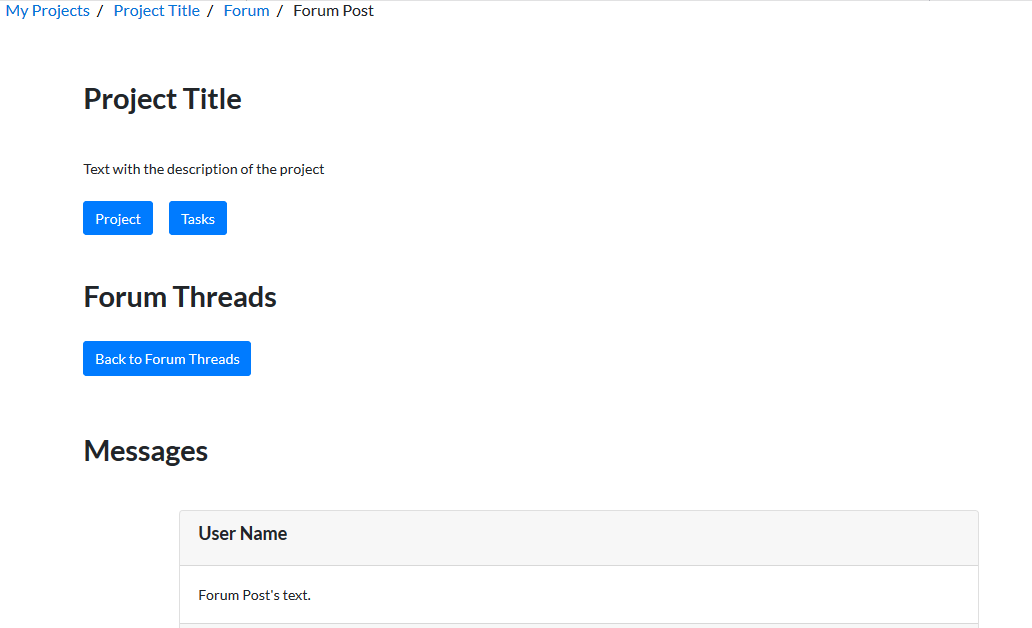 My Projects / Project Title / Forum / Forum Post
Project Title
Text with the description of the project
Project Tasks
Forum Threads
Back to Forum Threads
Messages
User Name
Forum Post's text.